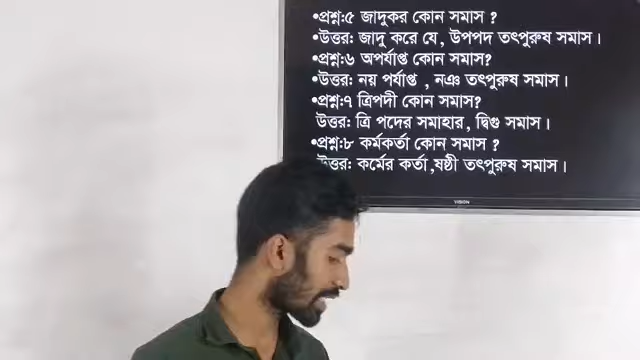 •প্রশ্ন:৫ জাদুকর কোন সমাস ?
•উত্তর: জাদু করে যে, উপপদ তৎপুরুষ সমাস।
•প্রশ্ন:৬ অপর্যাপ্ত কোন সমাস?
•উত্তর: নয় পর্যাপ্ত , নঞ তৎপুরুষ সমাস।
•প্রশ্ন:৭ ত্রিপদী কোন সমাস?
উত্তর: ত্রি পদের সমাহার, দ্বিগু সমাস।
•প্রশ্ন:৮ কর্মকর্তা কোন সমাস ?
উত্তর: কর্মের কর্তা,ষষ্ঠী তৎপুরুষ সমাস।
VISION